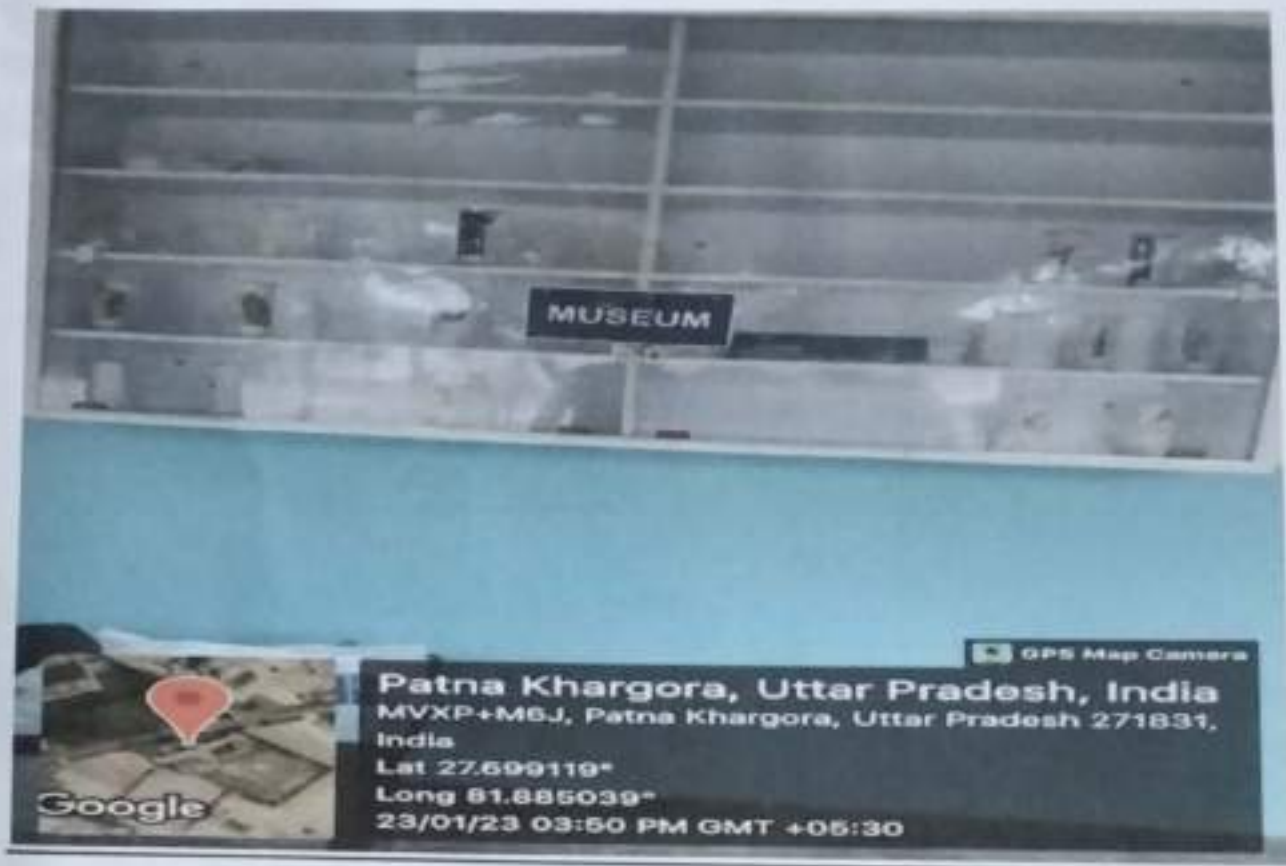 MUSEUM
GPS Map Camera
Patna Khargora, Uttar Pradesh, India
MVXP+M6J, Patna Khargora, Uttar Pradesh 271831,
India
Lat 27.699119°
Long 81.885039°
23/01/23 03:50 PM GMT +05:30
Google